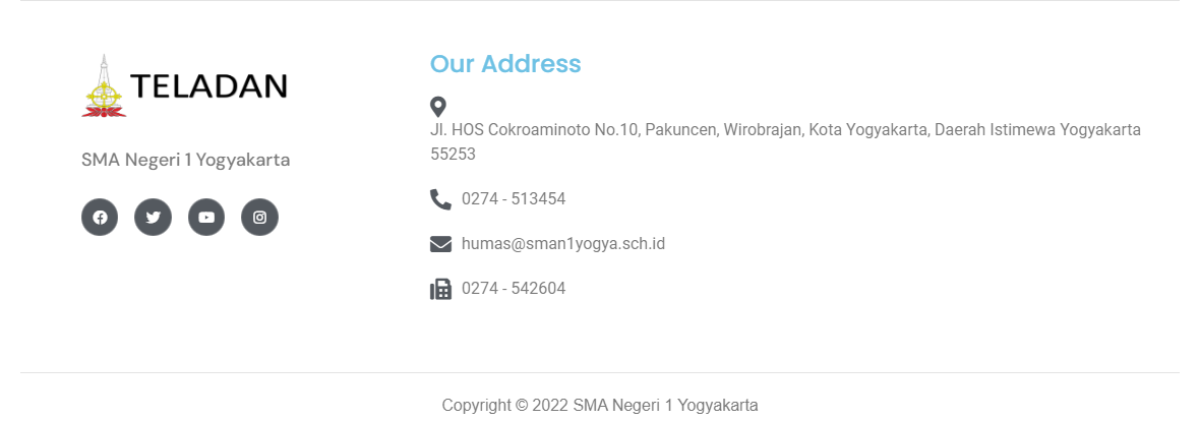 TELADAN
SMA Negeri 1 Yogyakarta
Our Address
Jl. HOS Cokroaminoto No.10, Pakuncen, Wirobrajan, Kota Yogyakarta, Daerah Istimewa Yogyakarta
55253
0274 - 513454
humas@sman1yogya.sch.id
0274 - 542604
Copyright © 2022 SMA Negeri 1 Yogyakarta